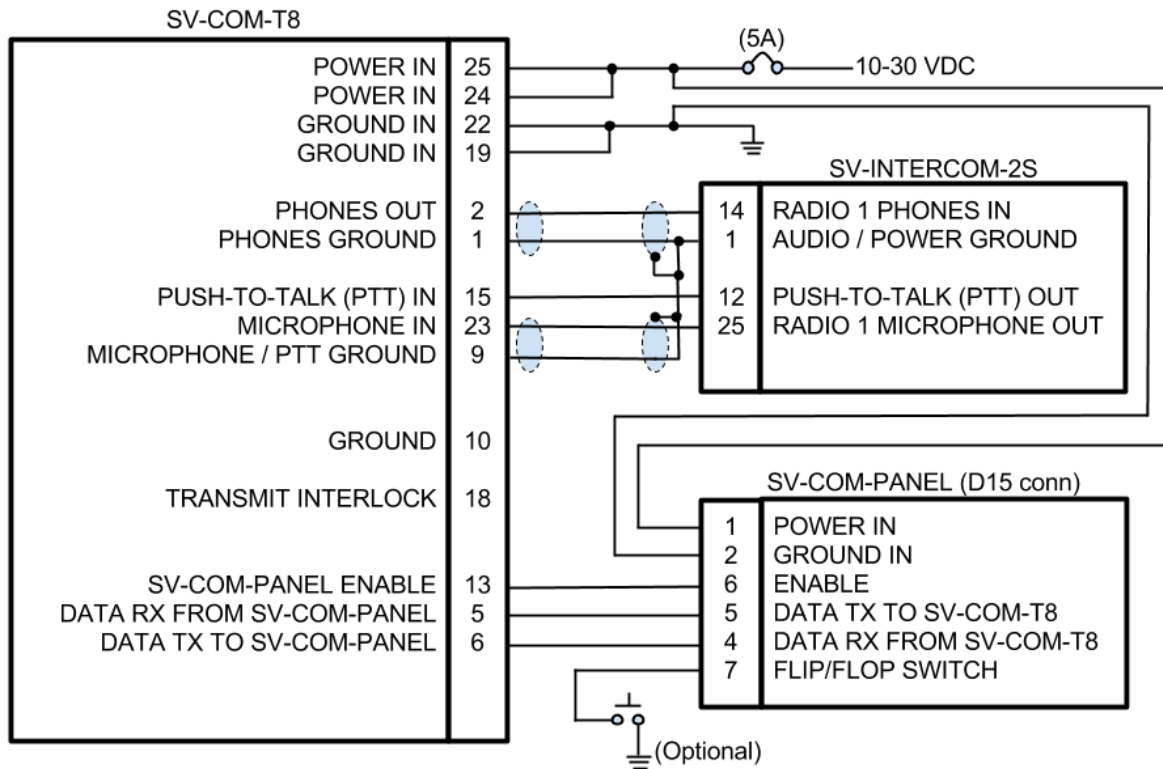 SV-COM-T8
(5A)
POWER IN 25
10-30 VDC
POWER IN 24
GROUND IN 22
GROUND IN 19
SV-INTERCOM-2S
PHONES OUT 2
14 RADIO 1 PHONES IN
PHONES GROUND 1
1 AUDIO / POWER GROUND
PUSH-TO-TALK (PTT) IN 15
12 PUSH-TO-TALK (PTT) OUT
MICROPHONE IN 23
25 RADIO 1 MICROPHONE OUT
MICROPHONE / PTT GROUND 9
GROUND 10
TRANSMIT INTERLOCK 18
SV-COM-PANEL (D15 conn)
1 POWER IN
2 GROUND IN
SV-COM-PANEL ENABLE 13
6 ENABLE
DATA RX FROM SV-COM-PANEL 5
5 DATA TX TO SV-COM-T8
DATA TX TO SV-COM-PANEL 6
4 DATA RX FROM SV-COM-T8
7 FLIP/FLOP SWITCH
(Optional)